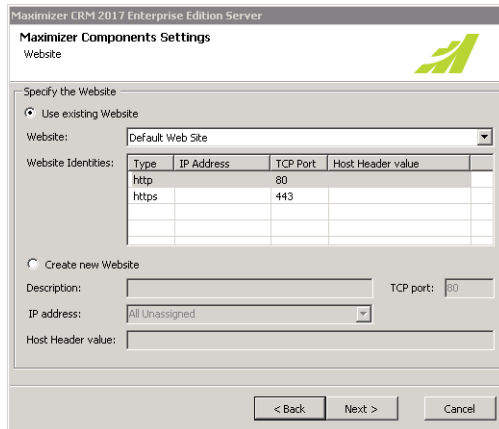 Maximizer CRM 2017 Enterprise Edition Server
Maximizer Components Settings
Website
Specify the Website
Use existing Website
Website: Default Web Site
Website Identities: Type IP Address TCP Port Host Header value
http 80
https 443
Create new Website
Description: TCP port: 80
IP address: All Unassigned
Host Header value:
< Back Next > Cancel